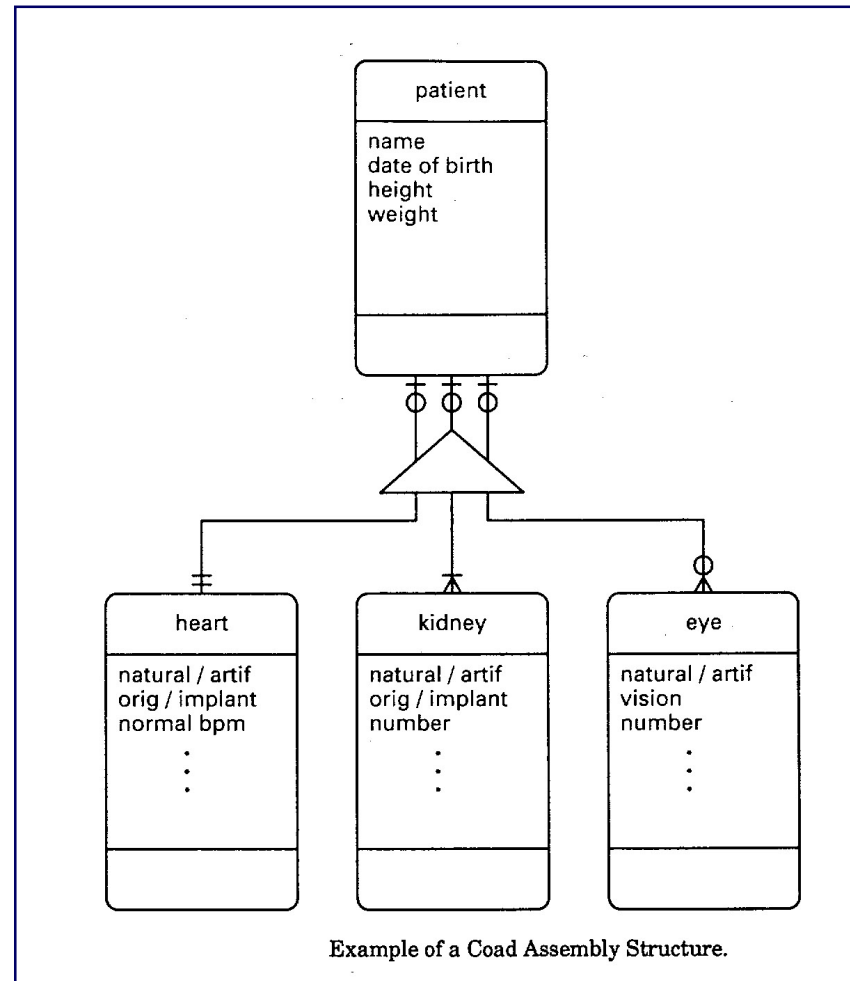 patient
name
date of birth
height
weight
heart
natural / artif
orig / implant
normal bpm
kidney
natural / artif
orig / implant
number
eye
natural / artif
vision
number
Example of a Coad Assembly Structure.